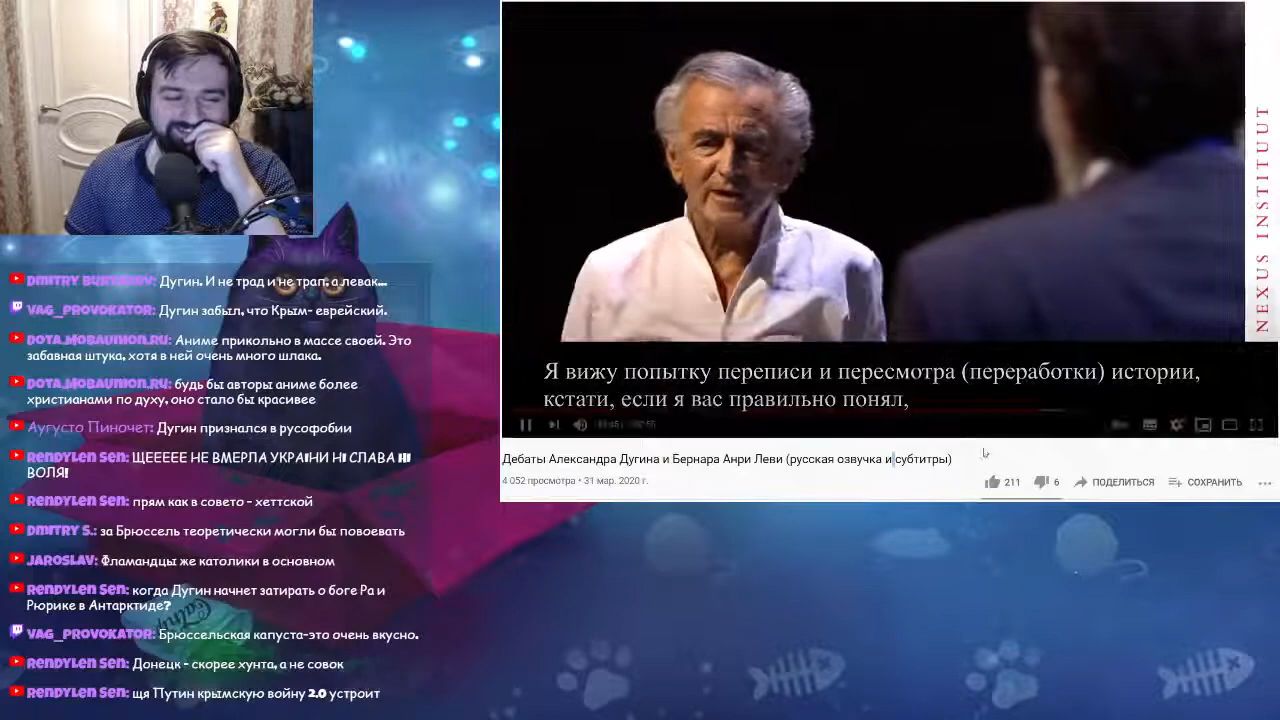 DMITRY: Дугин. И не трад и не трап, а левак...
VAG_PROVOKATOR: Дугин забыл, что Крым- еврейский.
DOTA.MOBAUNION.RU: Аниме прикольно в массе своей. Это
забавная штука, хотя в ней очень много шлака.
DOTA.MOBAUNION.RU: будь бы авторы аниме более
христианами по духу, оно стало бы красивее
Аугусто Пиночет: Дугин признался в русофобии
RENDYLEN SEN: ЩЕЕЕЕЕ НЕ ВМЕРЛА УКРАЇНИ НІ СЛАВА НІ
ВОЛЯ!
RENDYLEN SEN: прям как в совето - хеттской
DMITRY S.: за Брюссель теоретически могли бы повоевать
JAROSLAV: Фламандцы же католики в основном
RENDYLEN SEN: когда Дугин начнет затирать о боге Ра и
Рюрике в Антарктиде?
VAG_PROVOKATOR: Брюссельская капуста-это очень вкусно.
RENDYLEN SEN: Донецк - скорее хунта, а не совок
RENDYLEN SEN: щя Путин крымскую войну 2.0 устроит
NEXUS INSTITUUT
Я вижу попытку переписи и пересмотра (переработки) истории,
кстати, если я вас правильно понял,
Дебаты Александра Дугина и Бернара Анри Леви (русская озвучка и субтитры)
4 052 просмотра • 31 мар. 2020 г.
211 6 ПОДЕЛИТЬСЯ СОХРАНИТЬ